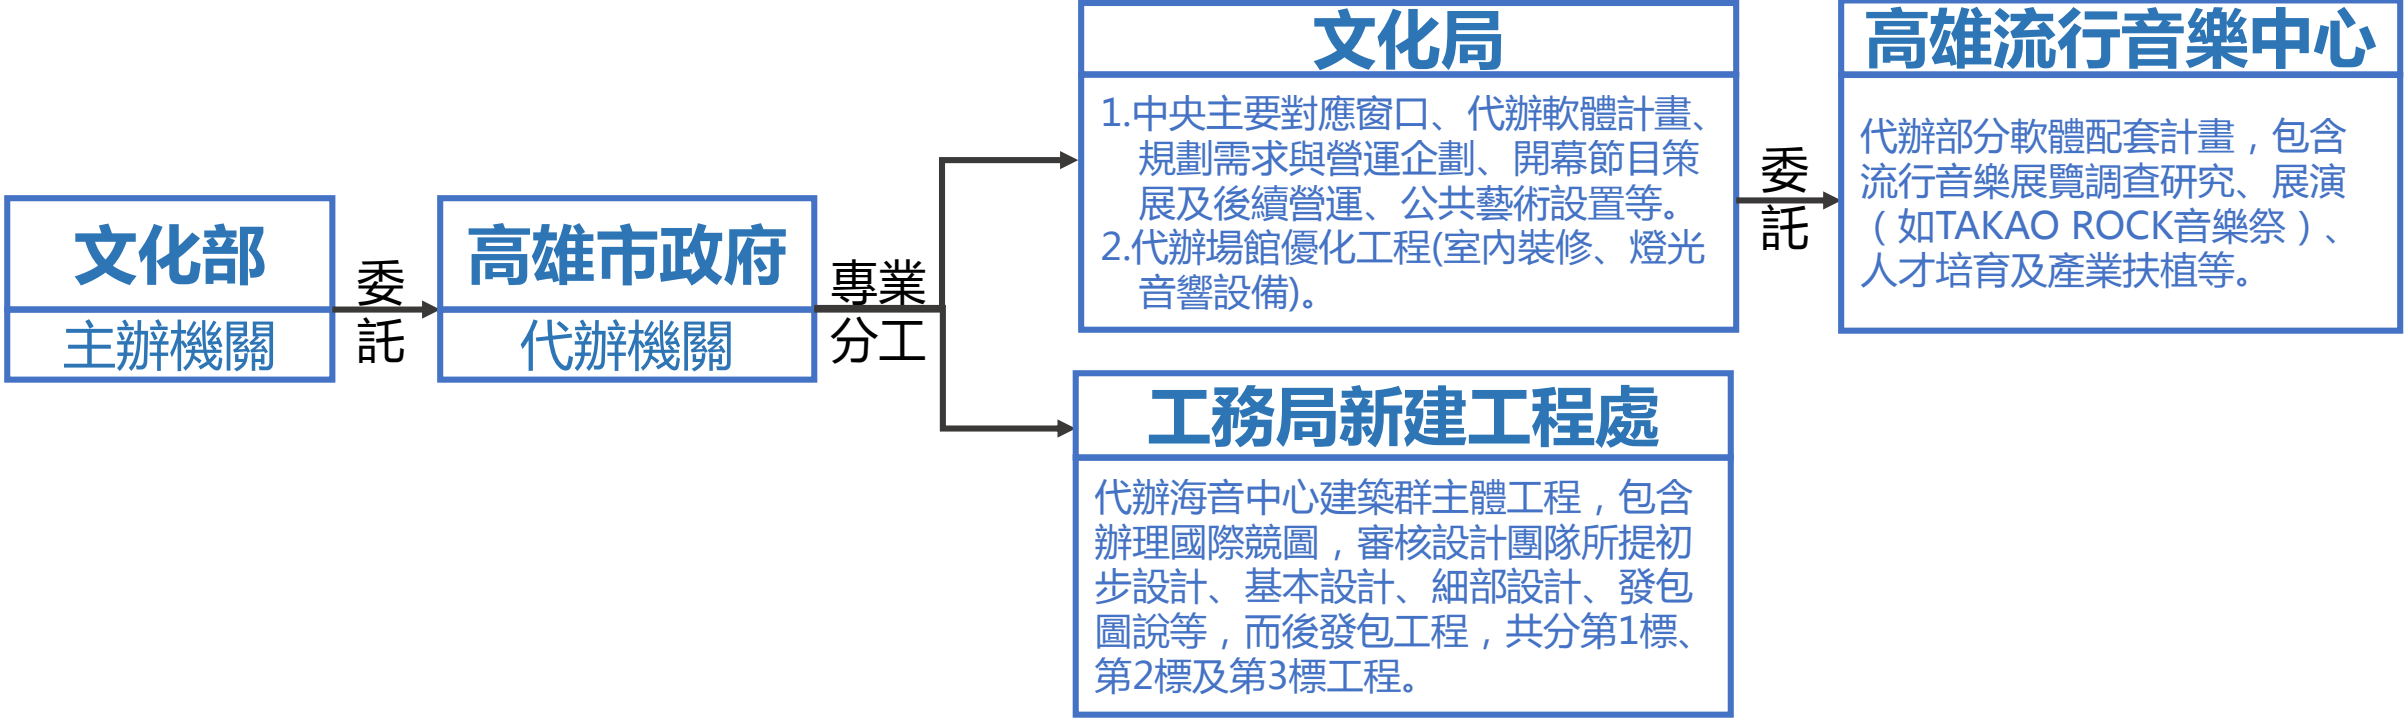 文化部
主辦機關
委
託
高雄市政府
代辦機關
專業
分工
文化局
1.中央主要對應窗口、代辦軟體計畫、
規劃需求與營運企劃、開幕節目策
展及後續營運、公共藝術設置等。
2.代辦場館優化工程(室內裝修、燈光
音響設備)。
委
託
高雄流行音樂中心
代辦部分軟體配套計畫，包含
流行音樂展覽調查研究、展演
（如TAKAO ROCK音樂祭）、
人才培育及產業扶植等。
工務局新建工程處
代辦海音中心建築群主體工程，包含
辦理國際競圖，審核設計團隊所提初
步設計、基本設計、細部設計、發包
圖說等，而後發包工程，共分第1標、
第2標及第3標工程。